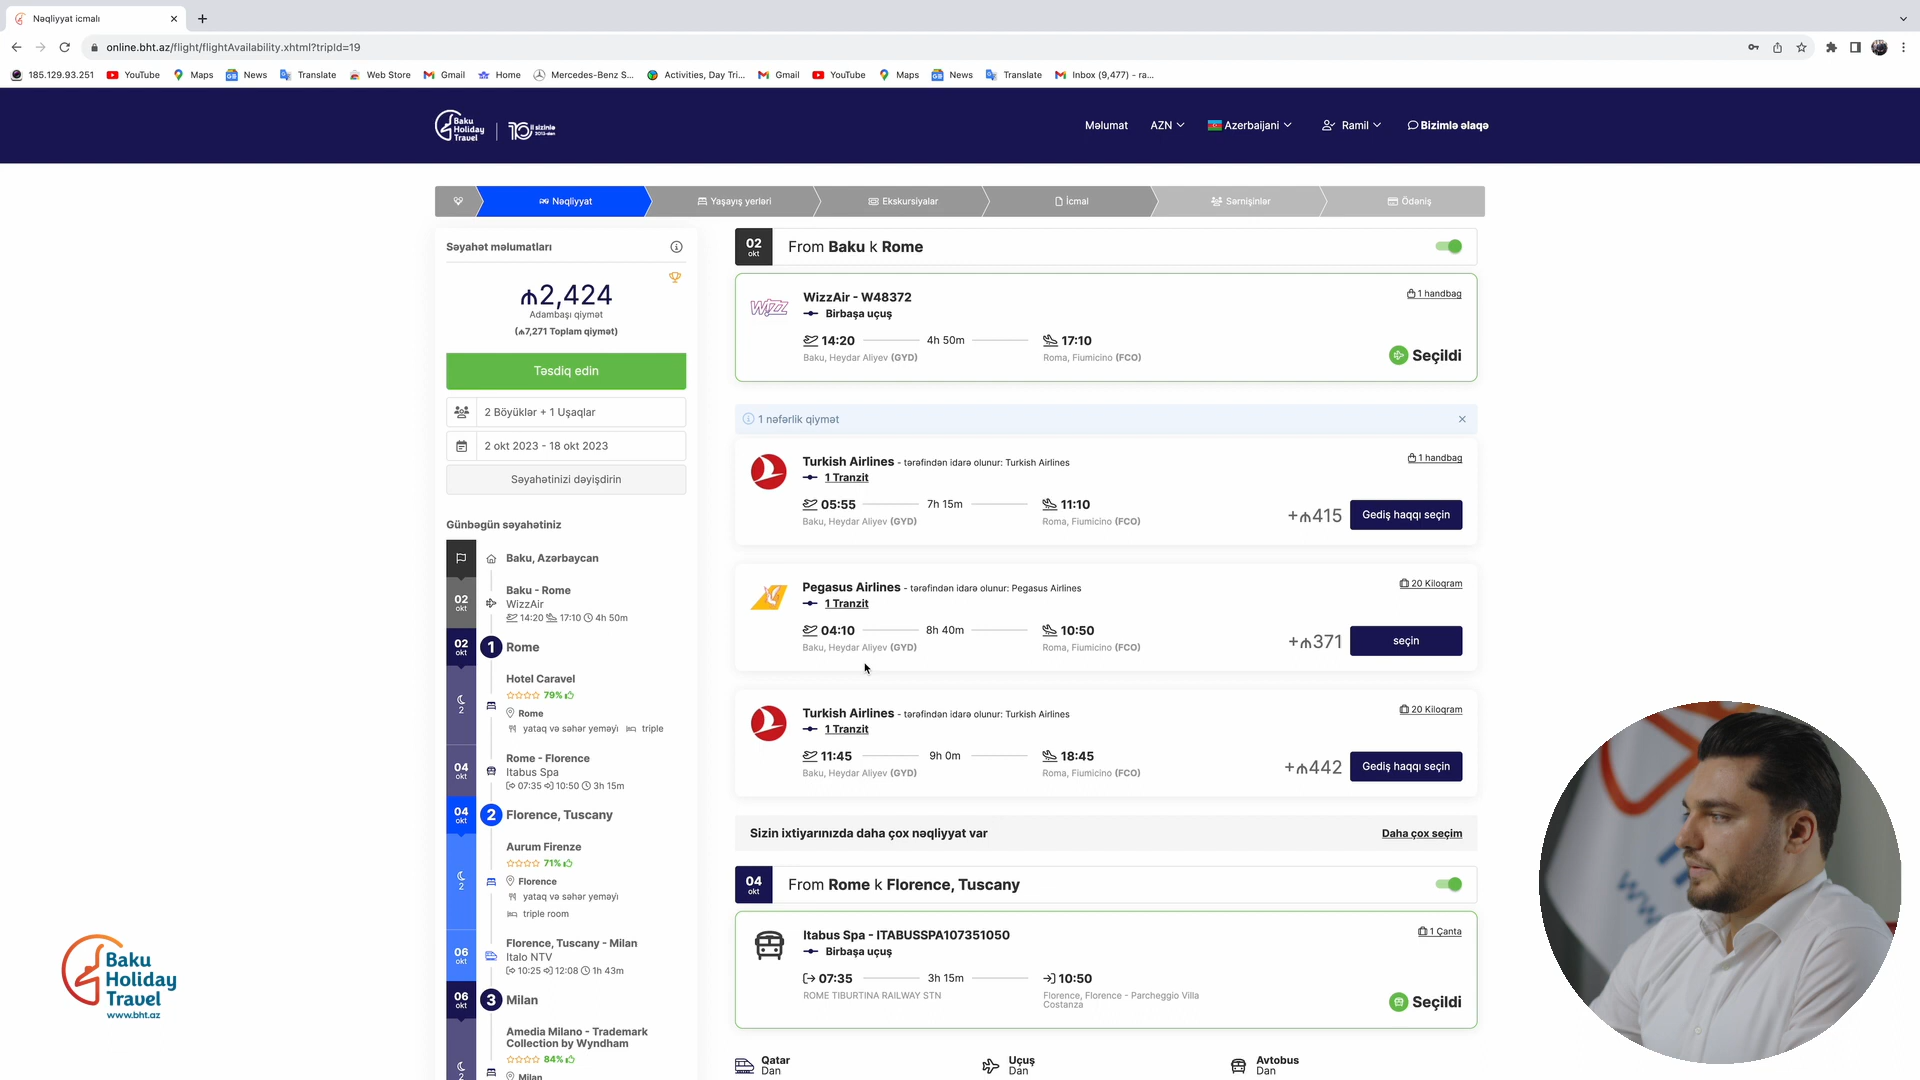 Nəqliyyat icmalı
online.bht.az/flight/flightAvailability.xhtml?tripId=19
185.129.93.251 YouTube Maps News Translate Web Store Gmail Home Mercedes-Benz S... Activities, Day Tri... Gmail YouTube Maps News Translate Inbox (9,477) - ra...
Baku
Holiday
Travel
10 il sizinlə
Məlumat AZN Azerbaijani Ramil Bizimlə əlaqə
Nəqliyyat Yaşayış yerləri Ekskursiyalar İcmal Sərnişinlər Ödəniş
Səyahət məlumatları
₼2,424
Adambaşı qiymət
(₼7,271 Toplam qiymət)
Təsdiq edin
2 Böyüklər + 1 Uşaqlar
2 okt 2023 - 18 okt 2023
Səyahətinizi dəyişdirin
Günbəgün səyahətiniz
Baku, Azərbaycan
02
okt
Baku - Rome
WizzAir
14:20 17:10 4h 50m
02
okt
1 Rome
2
Hotel Caravel
79%
Rome
yataq və səhər yeməyi triple
04
okt
Rome - Florence
Itabus Spa
07:35 10:50 3h 15m
04
okt
2 Florence, Tuscany
2
Aurum Firenze
71%
Florence
yataq və səhər yeməyi
triple room
06
okt
Florence, Tuscany - Milan
Italo NTV
10:25 12:08 1h 43m
06
okt
3 Milan
2
Amedia Milano - Trademark
Collection by Wyndham
84%
Milan
02
okt
From Baku k Rome
WizzAir - W48372
1 handbag
Birbaşa uçuş
14:20 4h 50m 17:10
Baku, Heydar Aliyev (GYD) Roma, Fiumicino (FCO)
Seçildi
1 nəfərlik qiymət
Turkish Airlines - tərəfindən idarə olunur: Turkish Airlines
1 handbag
1 Tranzit
05:55 7h 15m 11:10
Baku, Heydar Aliyev (GYD) Roma, Fiumicino (FCO)
+₼415 Gediş haqqı seçin
Pegasus Airlines - tərəfindən idarə olunur: Pegasus Airlines
20 Kiloqram
1 Tranzit
04:10 8h 40m 10:50
Baku, Heydar Aliyev (GYD) Roma, Fiumicino (FCO)
+₼371 seçin
Turkish Airlines - tərəfindən idarə olunur: Turkish Airlines
20 Kiloqram
1 Tranzit
11:45 9h 0m 18:45
Baku, Heydar Aliyev (GYD) Roma, Fiumicino (FCO)
+₼442 Gediş haqqı seçin
Sizin ixtiyarınızda daha çox nəqliyyat var Daha çox seçim
04
okt
From Rome k Florence, Tuscany
Itabus Spa - ITABUSSPA107351050
1 Çanta
Birbaşa uçuş
07:35 3h 15m 10:50
ROME TIBURTINA RAILWAY STN Florence, Florence - Parcheggio Villa
Costanza
Seçildi
Qatar
Dan
Uçuş
Dan
Avtobus
Dan
Baku
Holiday
Travel
www.bht.az